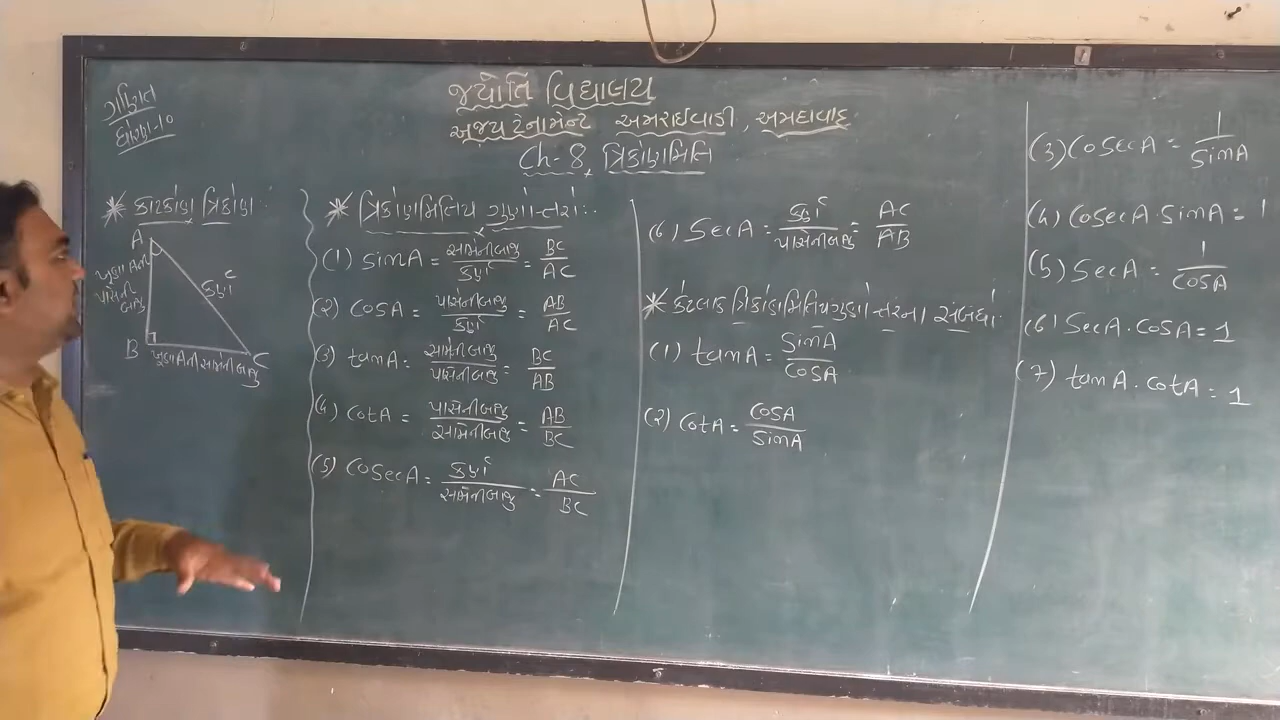 ગણિત
ધોરણ-૧૦
જ્યોતિ વિદ્યાલય
અજય ટેનામેન્ટ અમરાઈવાડી, અમદાવાદ
Ch-8, ત્રિકોણમિતિ
* કાટકોણ ત્રિકોણ
A
ખૂણા Aની
પાસેની
બાજુ
કર્ણ
B ખૂણા Aની સામેની બાજુ C
* ત્રિકોણમિતિય ગુણોત્તરો:
(1) sinA = સામેની બાજુ / કર્ણ = BC / AC
(2) cosA = પાસેની બાજુ / કર્ણ = AB / AC
(3) tanA = સામેની બાજુ / પાસેની બાજુ = BC / AB
(4) cotA = પાસેની બાજુ / સામેની બાજુ = AB / BC
(5) cosecA = કર્ણ / સામેની બાજુ = AC / BC
(6) secA = કર્ણ / પાસેની બાજુ = AC / AB
* કેટલાક ત્રિકોણમિતિય ગુણોત્તરના સંબંધો:
(1) tanA = sinA / cosA
(2) cotA = cosA / sinA
(3) cosecA = 1 / sinA
(4) cosecA . sinA = 1
(5) secA = 1 / cosA
(6) secA . cosA = 1
(7) tanA . cotA = 1